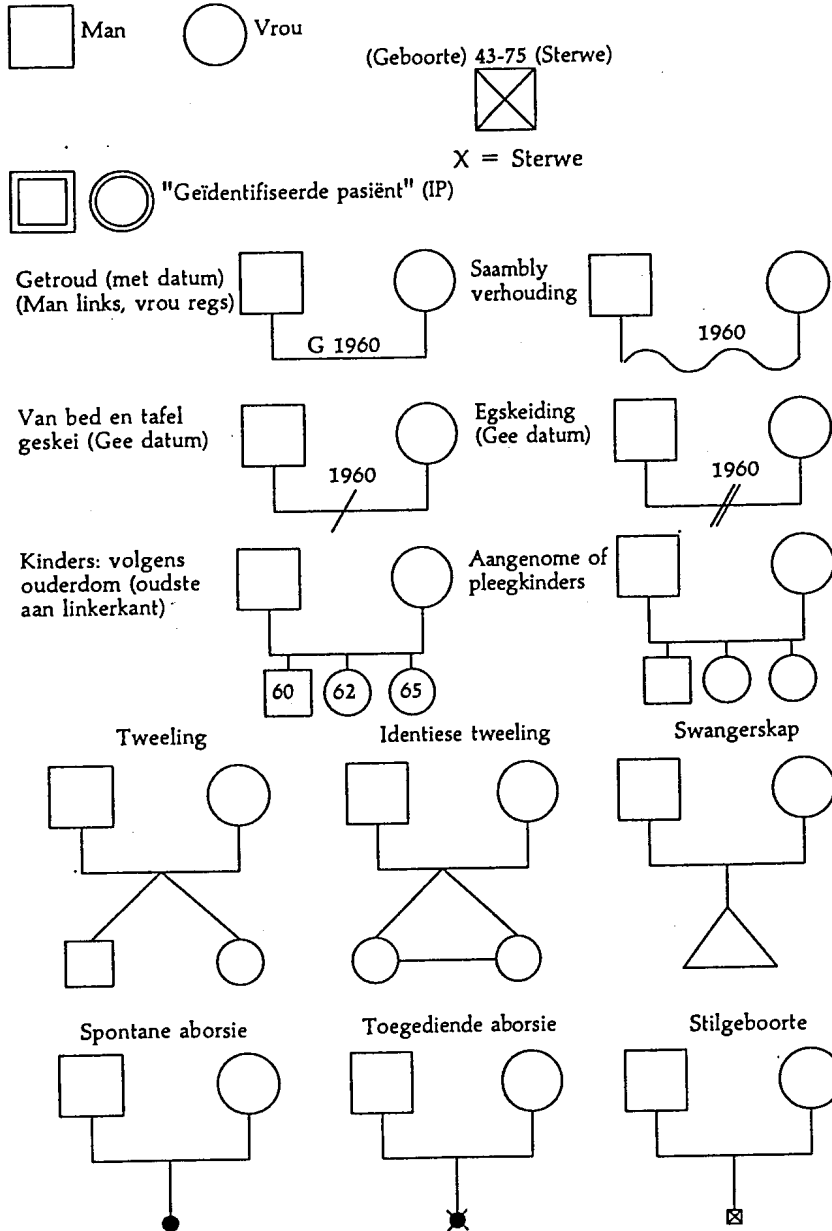 Man
Vrou
(Geboorte) 43-75 (Sterwe)
X = Sterwe
"Geïdentifiseerde pasiënt" (IP)
Getroud (met datum)
(Man links, vrou regs)
G 1960
Saambly
verhouding
1960
Van bed en tafel
geskei (Gee datum)
1960
Egskeiding
(Gee datum)
1960
Kinders: volgens
ouderdom (oudste
aan linkerkant)
60 62 65
Aangenome of
pleegkinders
Tweeling
Identiese tweeling
Swangerskap
Spontane aborsie
Toegediende aborsie
Stilgeboorte